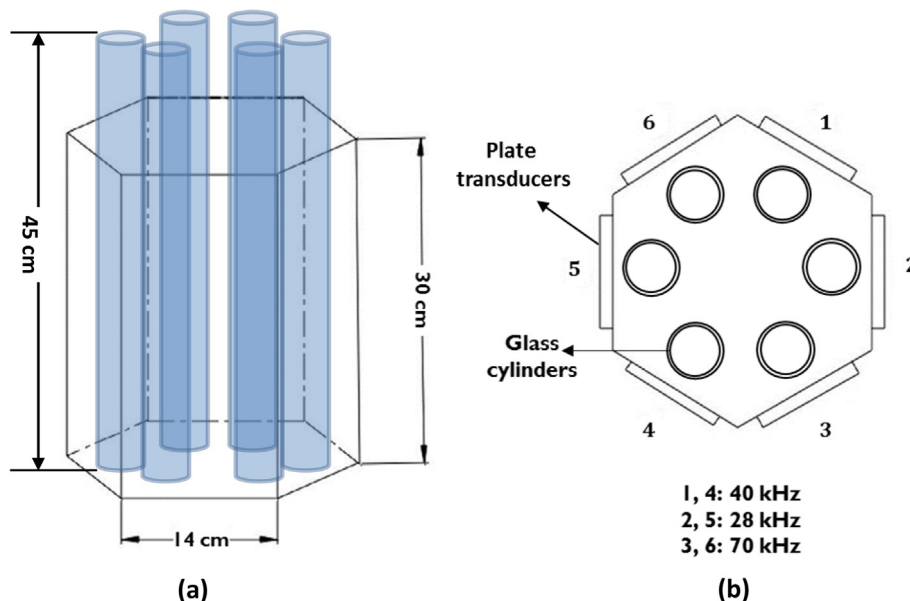 45 cm
30 cm
14 cm
(a)
6
1
Plate
transducers
5
2
Glass
cylinders
4
3
1, 4: 40 kHz
2, 5: 28 kHz
3, 6: 70 kHz
(b)